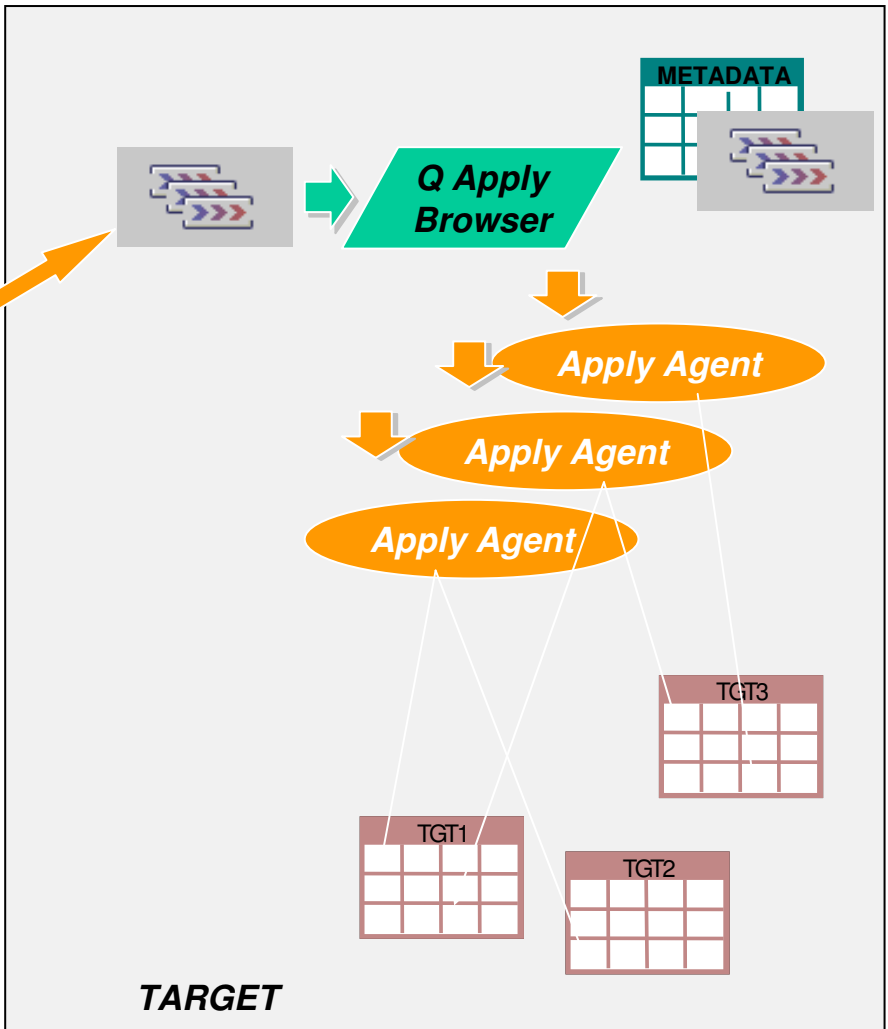 METADATA
Q Apply
Browser
Apply Agent
Apply Agent
Apply Agent
TGT3
TGT1
TGT2
TARGET